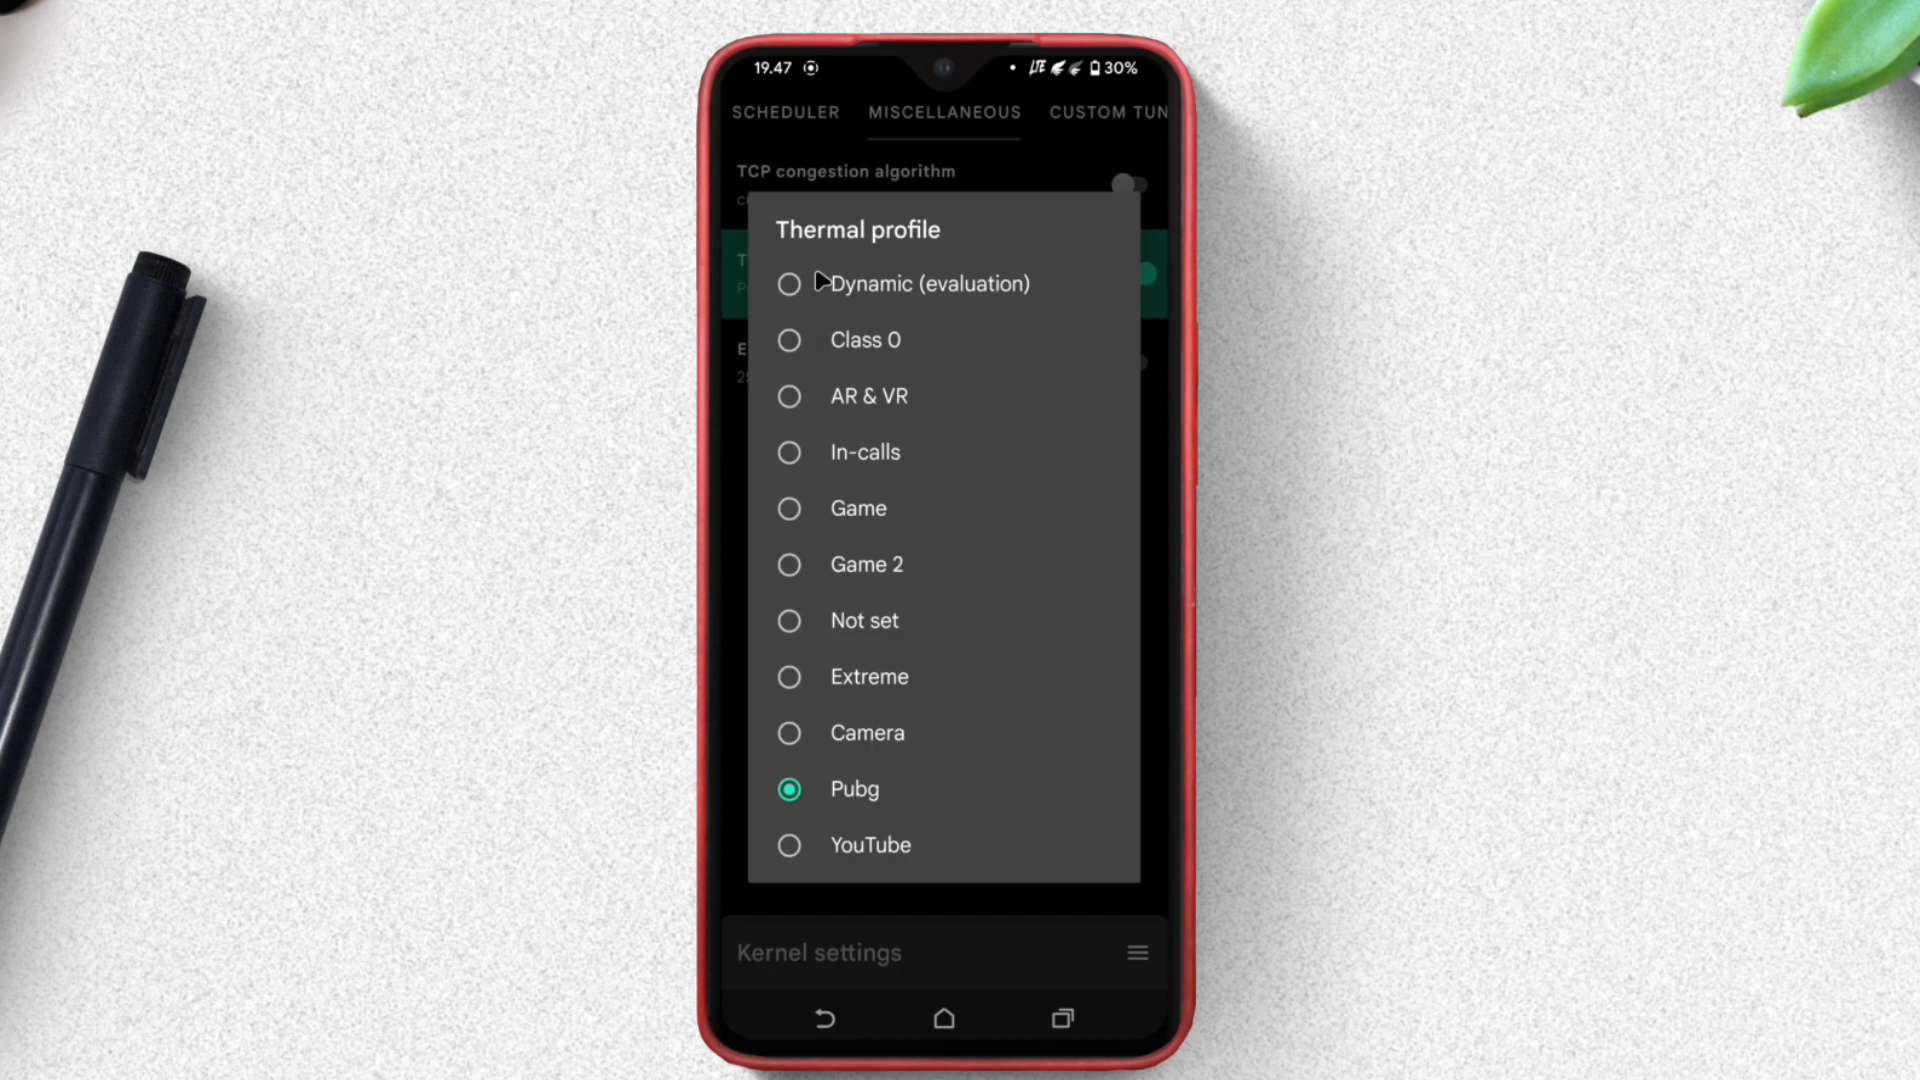 19.47 LTE 30%
SCHEDULER MISCELLANEOUS CUSTOM TUN
TCP congestion algorithm
Thermal profile
Dynamic (evaluation)
Class 0
AR & VR
In-calls
Game
Game 2
Not set
Extreme
Camera
Pubg
YouTube
Kernel settings